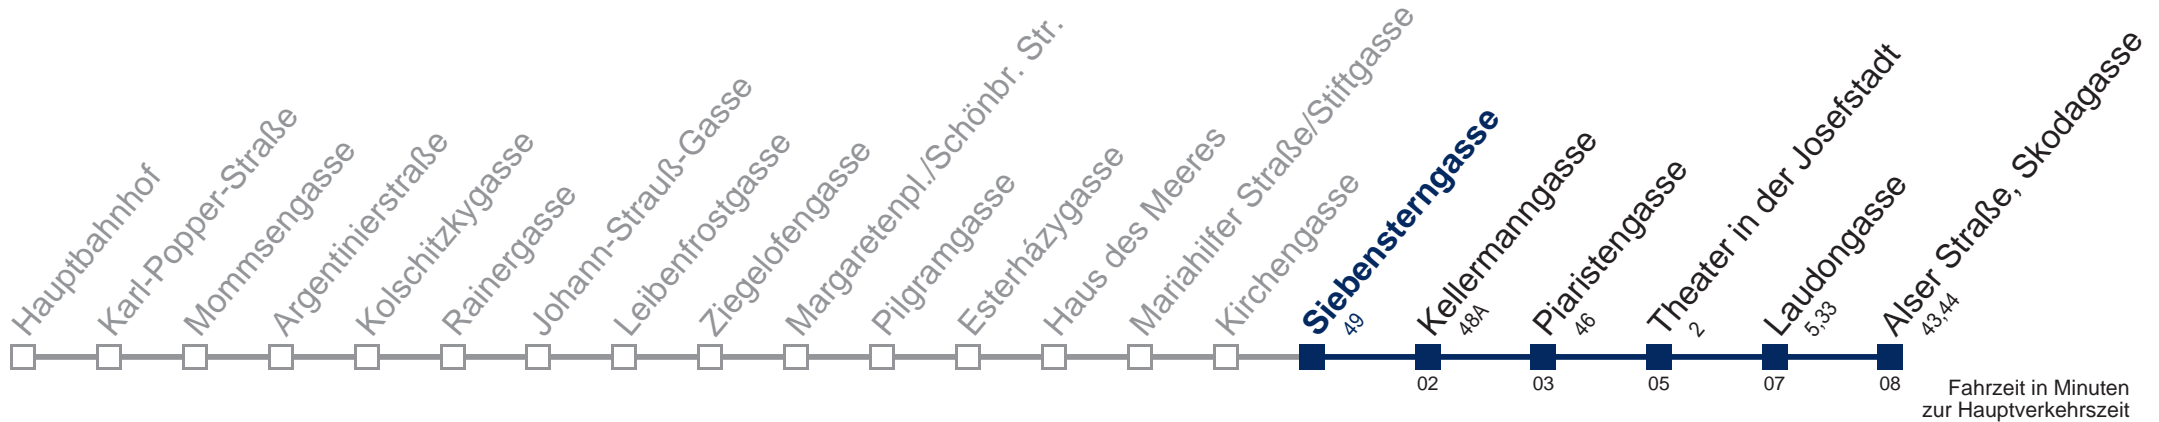 Hauptbahnhof
Karl-Popper-Straße
Mommsengasse
Argentinierstraße
Kolschitzkygasse
Rainergasse
Johann-Strauß-Gasse
Leibenfrostgasse
Ziegelofengasse
Margaretenpl./Schönbr. Str.
Pilgramgasse
Esterházygasse
Haus des Meeres
Mariahilfer Straße/Stiftgasse
Kirchengasse
Siebensterngasse
49
Kellermanngasse
48A
Piaristengasse
46
Theater in der Josefstadt
2
Laudongasse
5,33
Alser Straße, Skodagasse
43,44
02
03
05
07
08
Fahrzeit in Minuten
zur Hauptverkehrszeit